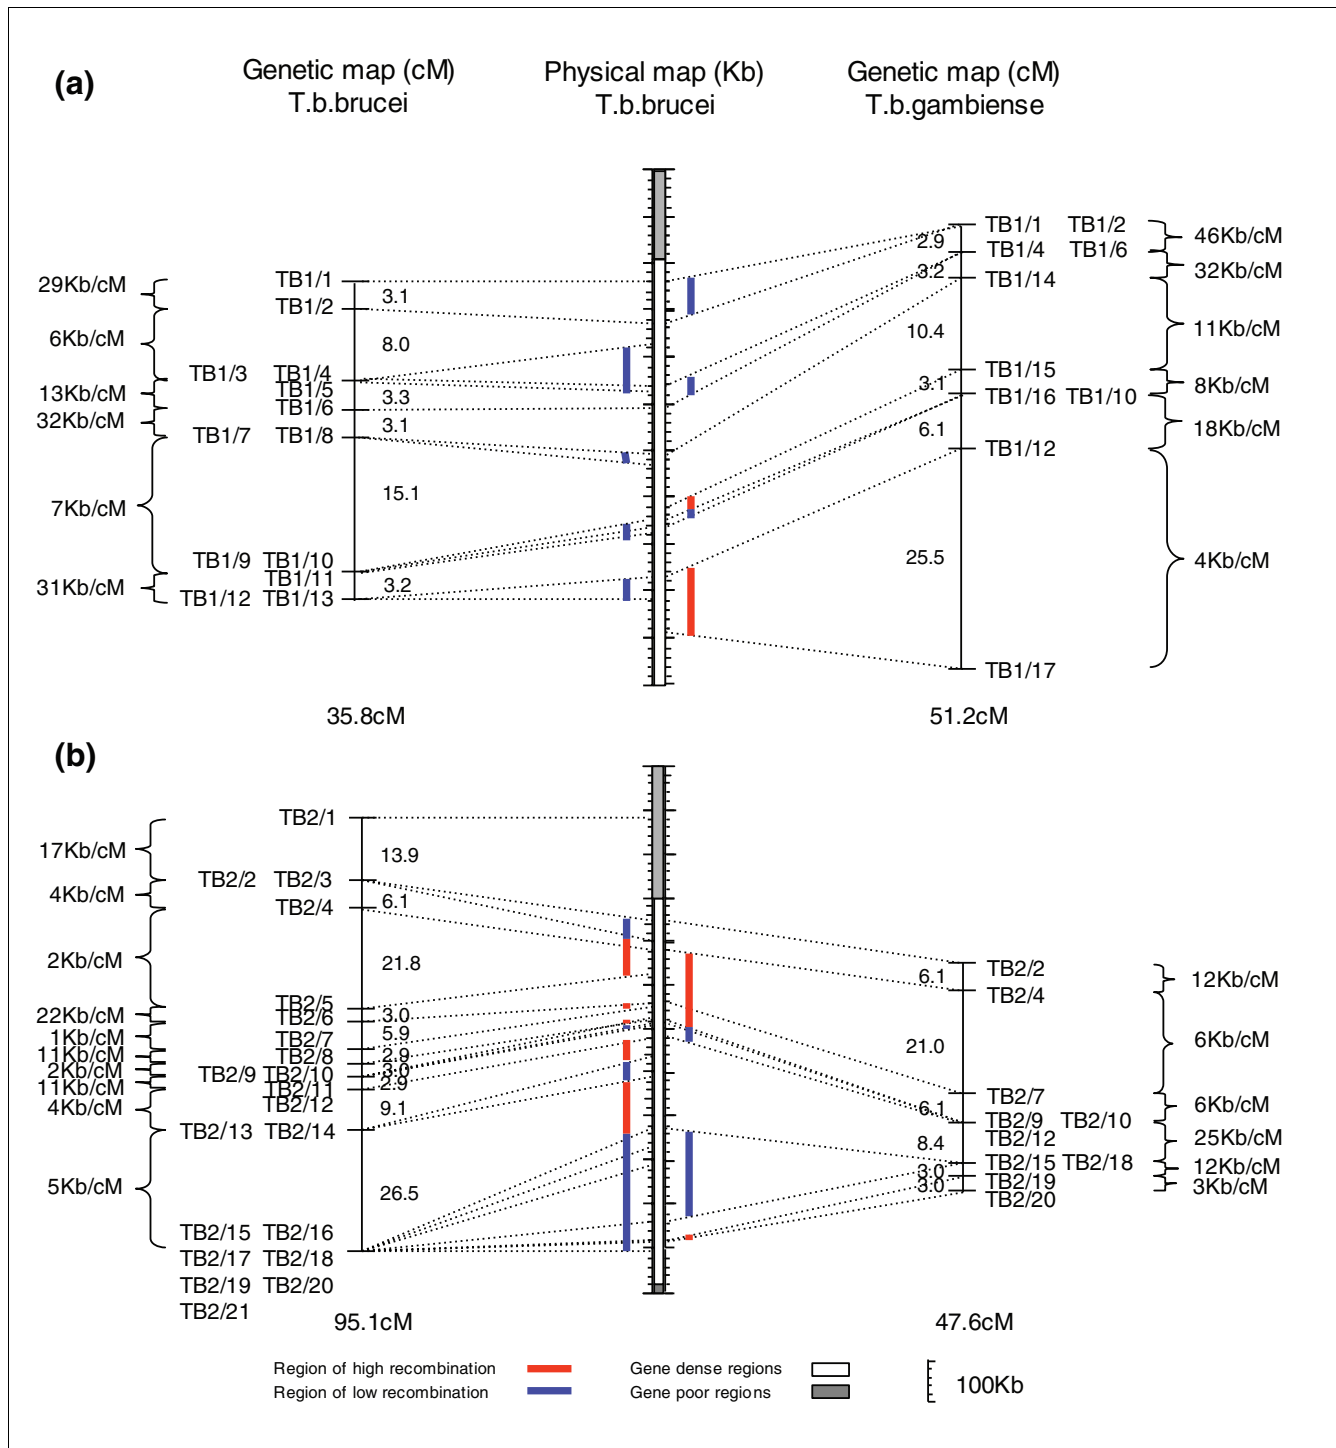 (a)
Genetic map (cM)
T.b.brucei
Physical map (Kb)
T.b.brucei
Genetic map (cM)
T.b.gambiense
29Kb/cM
6Kb/cM
13Kb/cM
32Kb/cM
7Kb/cM
31Kb/cM
TB1/1
TB1/2
TB1/3 TB1/4
TB1/5
TB1/6
TB1/7 TB1/8
TB1/9 TB1/10
TB1/11
TB1/12 TB1/13
3.1
8.0
3.3
3.1
15.1
3.2
35.8cM
2.9
3.2
10.4
3.1
6.1
25.5
TB1/1 TB1/2
TB1/4 TB1/6
TB1/14
TB1/15
TB1/16 TB1/10
TB1/12
TB1/17
46Kb/cM
32Kb/cM
11Kb/cM
8Kb/cM
18Kb/cM
4Kb/cM
51.2cM
(b)
17Kb/cM
4Kb/cM
2Kb/cM
22Kb/cM
1Kb/cM
11Kb/cM
2Kb/cM
11Kb/cM
4Kb/cM
5Kb/cM
TB2/1
TB2/2 TB2/3
TB2/4
TB2/5
TB2/6
TB2/7
TB2/8
TB2/9 TB2/10
TB2/11
TB2/12
TB2/13 TB2/14
TB2/15 TB2/16
TB2/17 TB2/18
TB2/19 TB2/20
TB2/21
13.9
6.1
21.8
3.0
5.9
2.9
3.0
2.9
9.1
26.5
95.1cM
6.1
21.0
6.1
8.4
3.0
3.0
TB2/2
TB2/4
TB2/7
TB2/9 TB2/10
TB2/12
TB2/15 TB2/18
TB2/19
TB2/20
12Kb/cM
6Kb/cM
6Kb/cM
25Kb/cM
12Kb/cM
3Kb/cM
47.6cM
Region of high recombination
Region of low recombination
Gene dense regions
Gene poor regions
100Kb